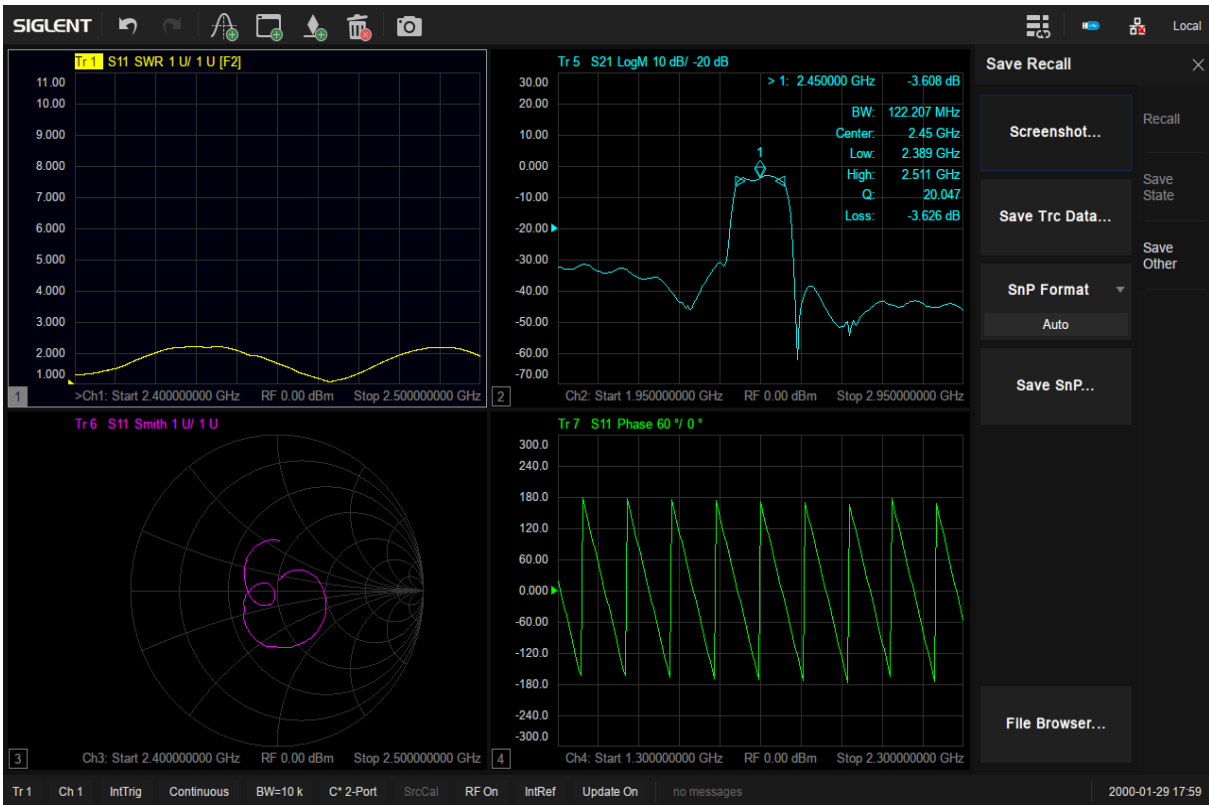 SIGLENT
Local
Tr 1 S11 SWR 1 U/ 1 U [F2]
11.00
10.00
9.000
8.000
7.000
6.000
5.000
4.000
3.000
2.000
1.000
1
>Ch1: Start 2.400000000 GHz RF 0.00 dBm Stop 2.500000000 GHz
Tr 5 S21 LogM 10 dB/ -20 dB
> 1: 2.450000 GHz -3.608 dB
BW: 122.207 MHz
Center: 2.45 GHz
Low: 2.389 GHz
High: 2.511 GHz
Q: 20.047
Loss: -3.626 dB
1
30.00
20.00
10.00
0.000
-10.00
-20.00
-30.00
-40.00
-50.00
-60.00
-70.00
2
Ch2: Start 1.950000000 GHz RF 0.00 dBm Stop 2.950000000 GHz
Tr 6 S11 Smith 1 U/ 1 U
3
Ch3: Start 2.400000000 GHz RF 0.00 dBm Stop 2.500000000 GHz
Tr 7 S11 Phase 60 °/ 0 °
300.0
240.0
180.0
120.0
60.00
0.000
-60.00
-120.0
-180.0
-240.0
-300.0
4
Ch4: Start 1.300000000 GHz RF 0.00 dBm Stop 2.300000000 GHz
Save Recall
Screenshot...
Save Trc Data...
SnP Format
Auto
Save SnP...
File Browser...
Recall
Save
State
Save
Other
Tr 1 Ch 1 IntTrig Continuous BW=10 k C* 2-Port SrcCal RF On IntRef Update On no messages 2000-01-29 17:59